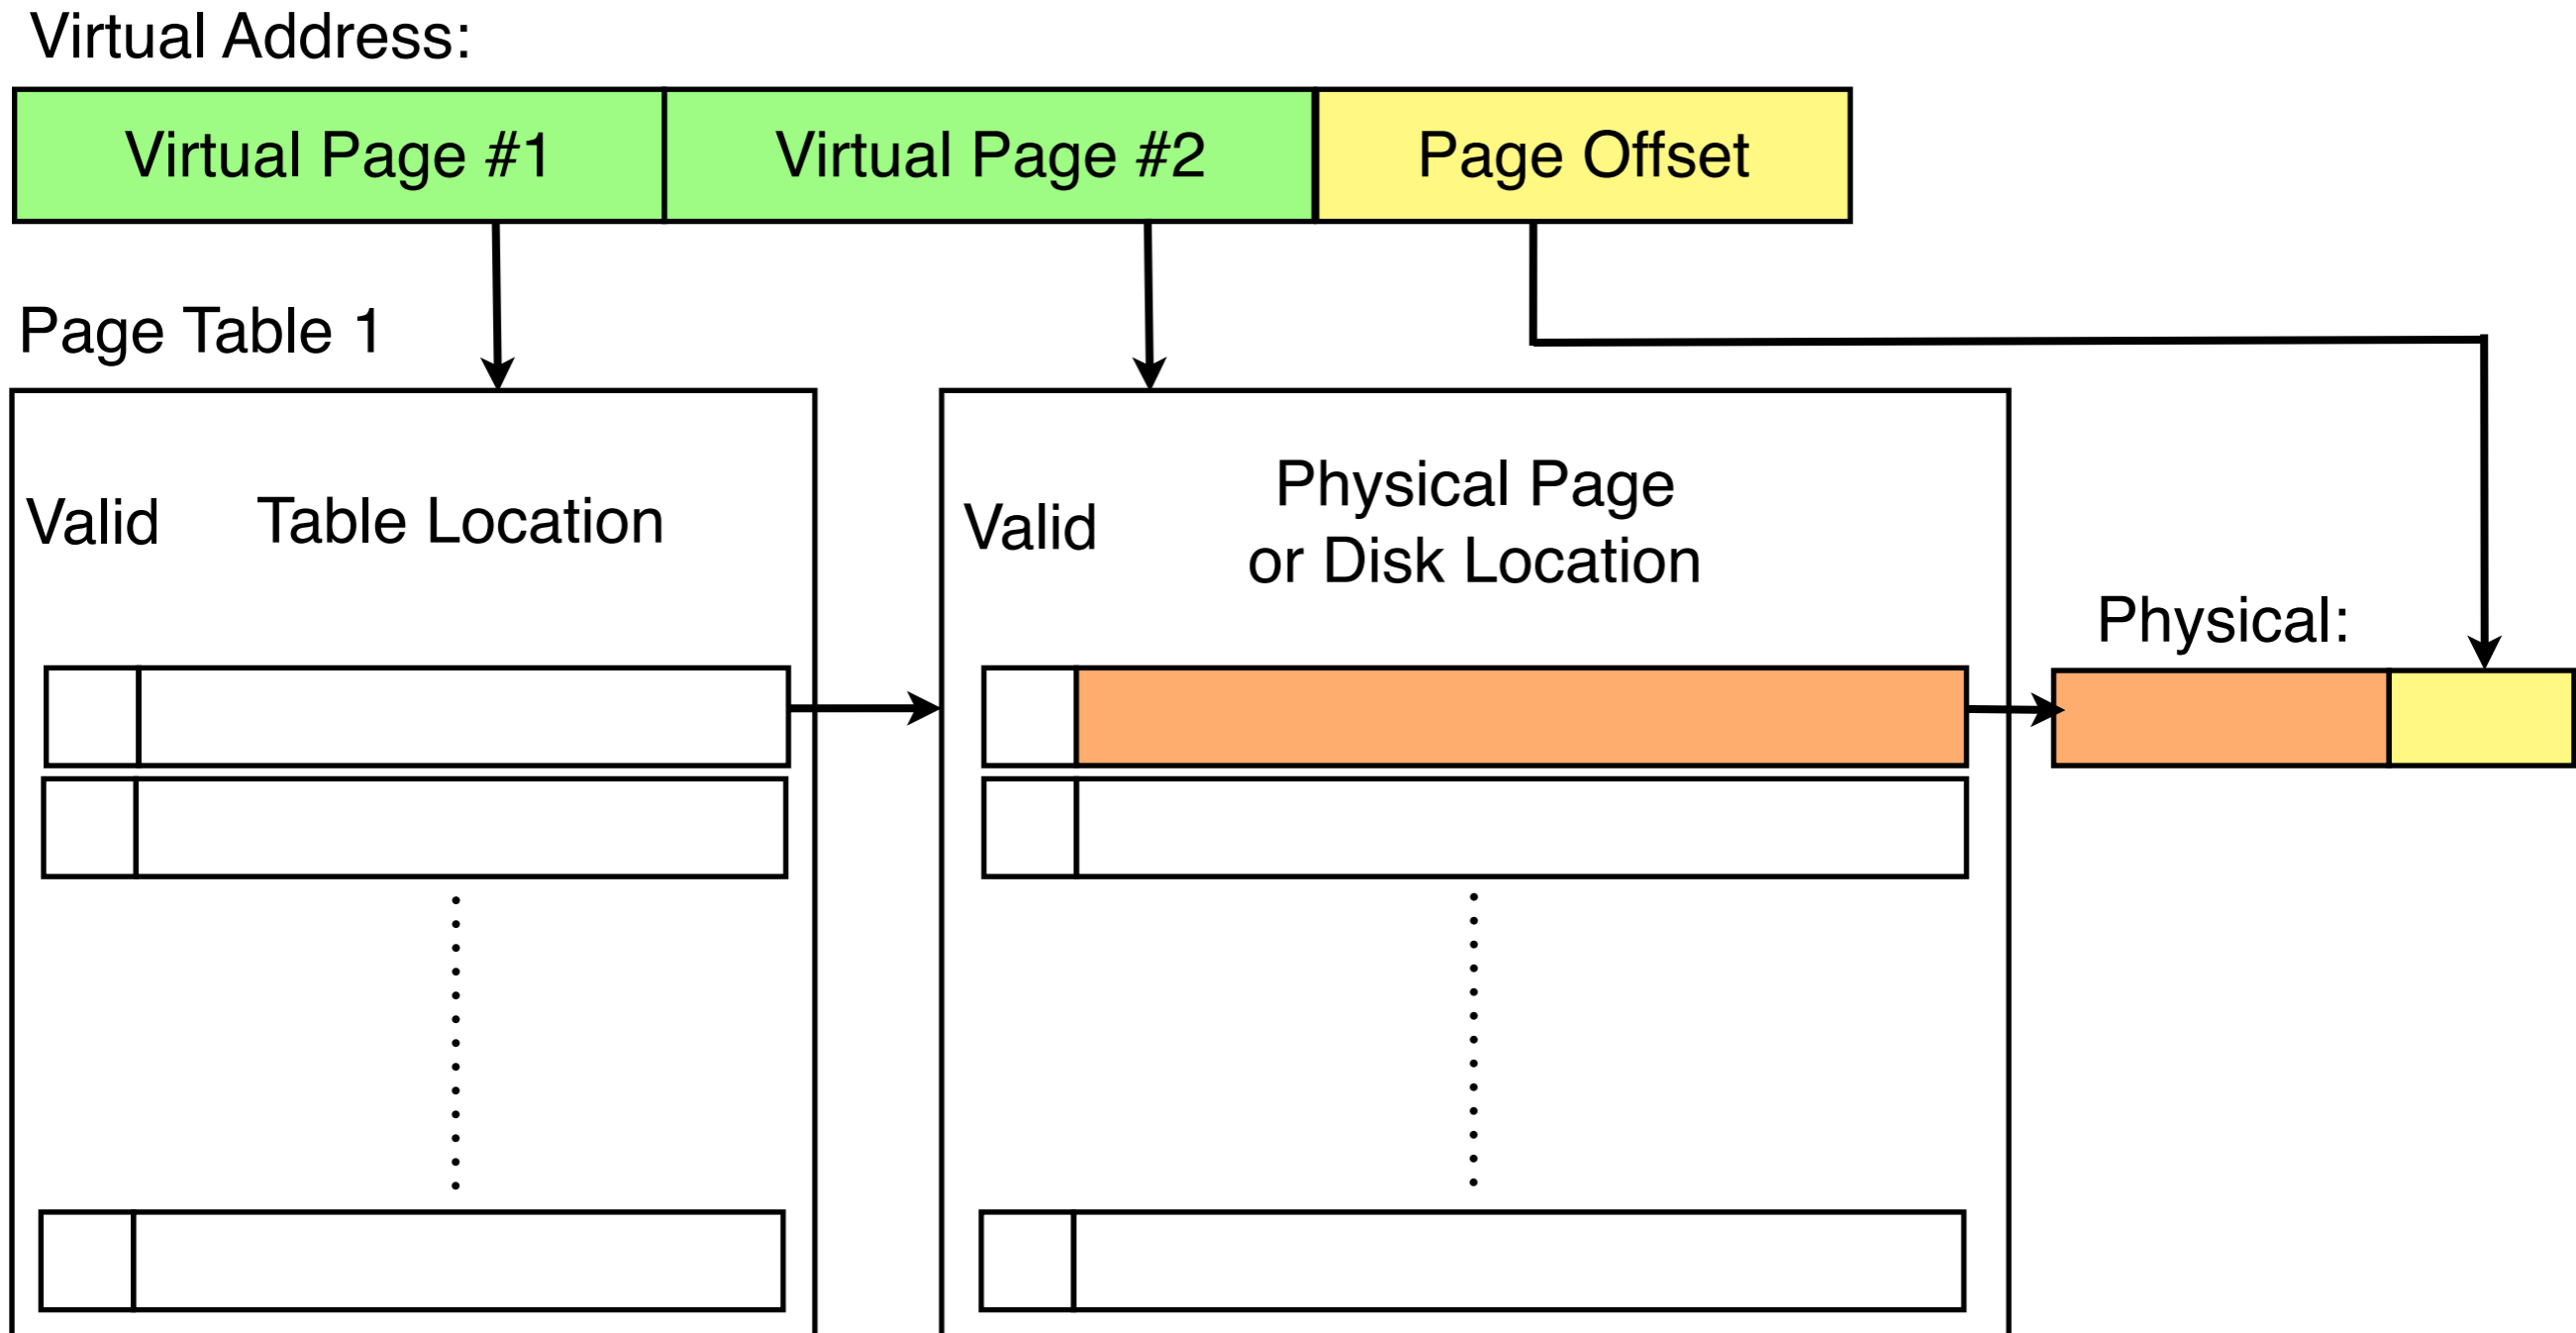 Virtual Address:
Virtual Page #1
Virtual Page #2
Page Offset
Page Table 1
Valid
Table Location
Valid
Physical Page
or Disk Location
Physical: